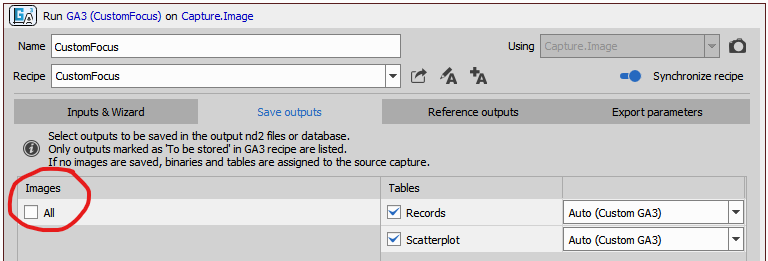 Run GA3 (CustomFocus) on Capture.Image
Name CustomFocus Using Capture.Image
Recipe CustomFocus Synchronize recipe
Inputs & Wizard Save outputs Reference outputs Export parameters
Select outputs to be saved in the output nd2 files or database.
Only outputs marked as 'To be stored' in GA3 recipe are listed.
If no images are saved, binaries and tables are assigned to the source capture.
Images Tables
All Records Auto (Custom GA3)
Scatterplot Auto (Custom GA3)